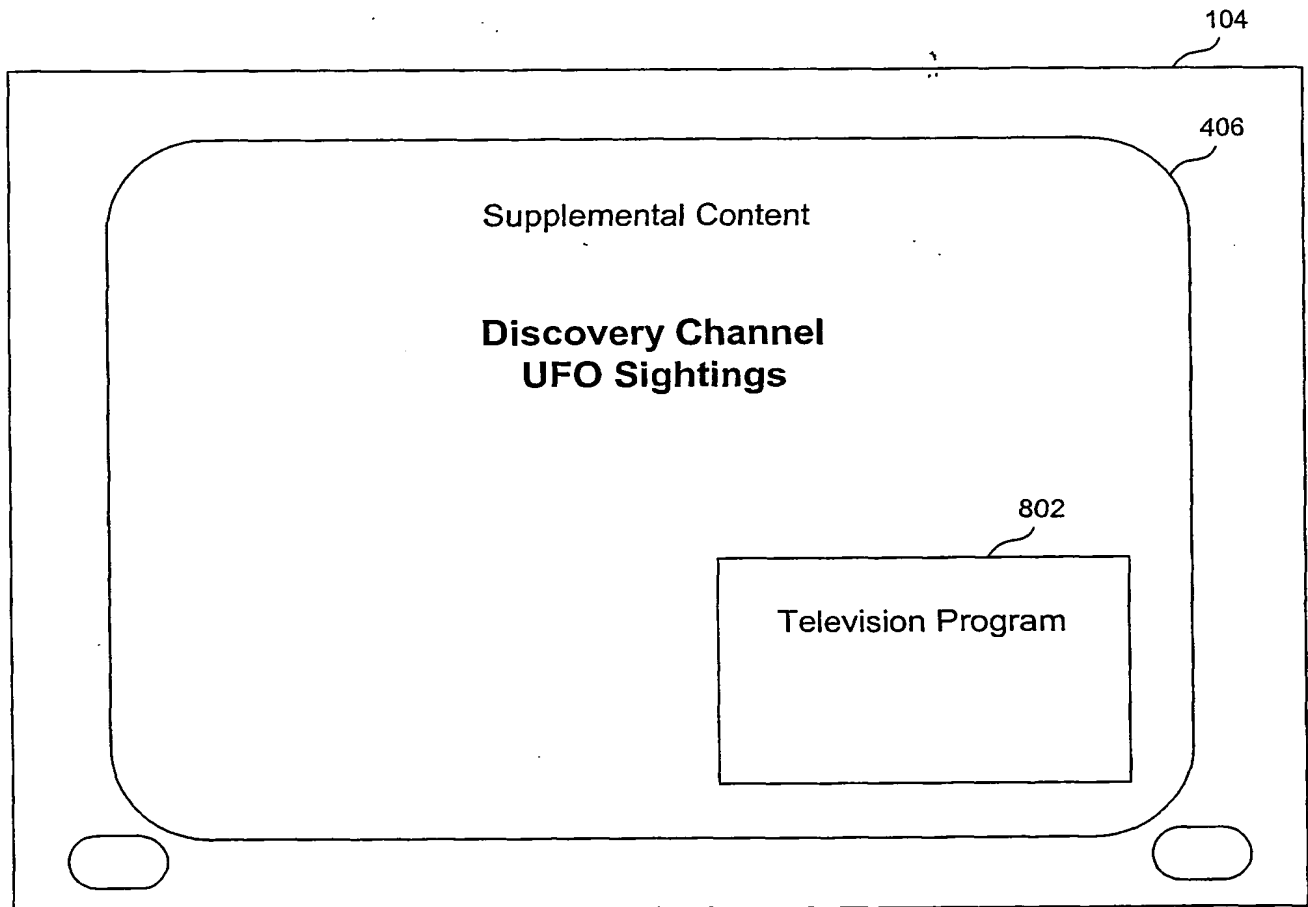 104
406
Supplemental Content
Discovery Channel
UFO Sightings
802
Television Program